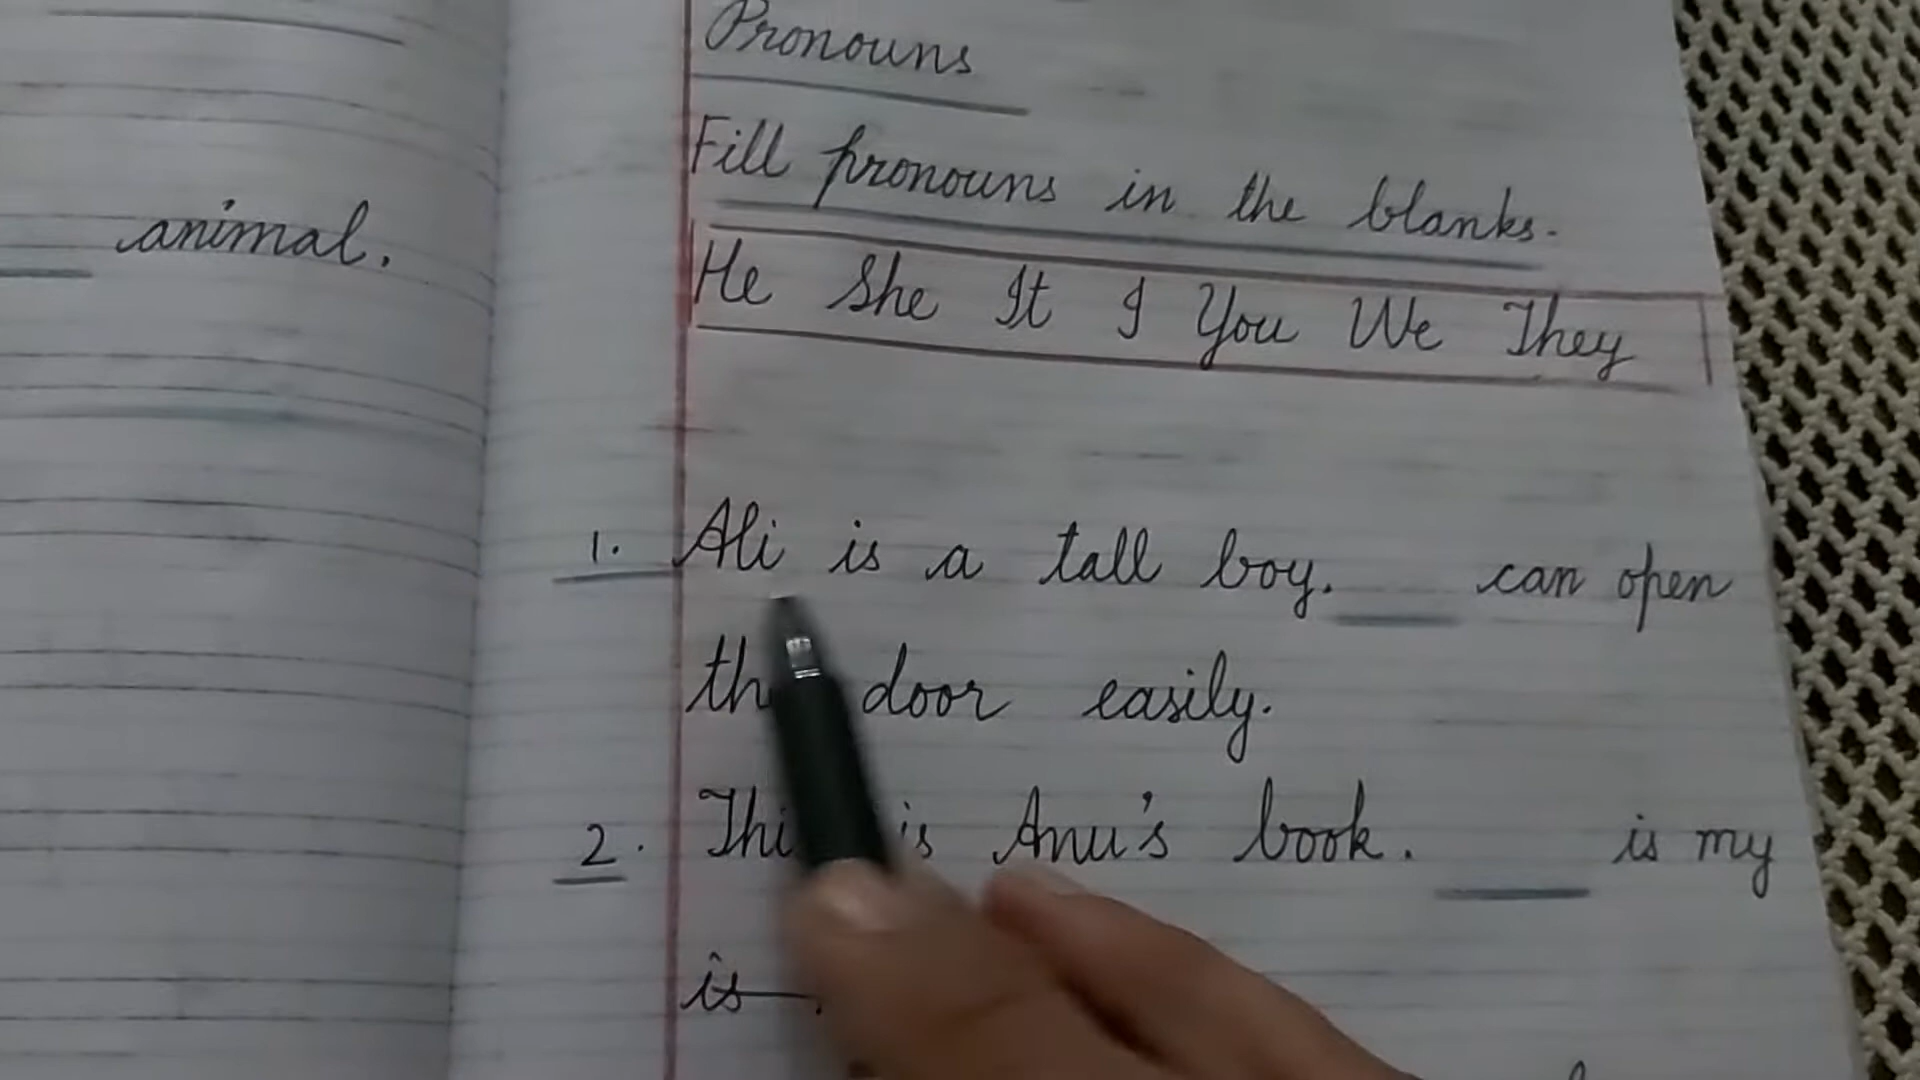 animal.
Pronouns
Fill pronouns in the blanks.
He She It I You We They
1. Ali is a tall boy. ___ can open
door easily.
2. is Anu's book. ___ is my
is